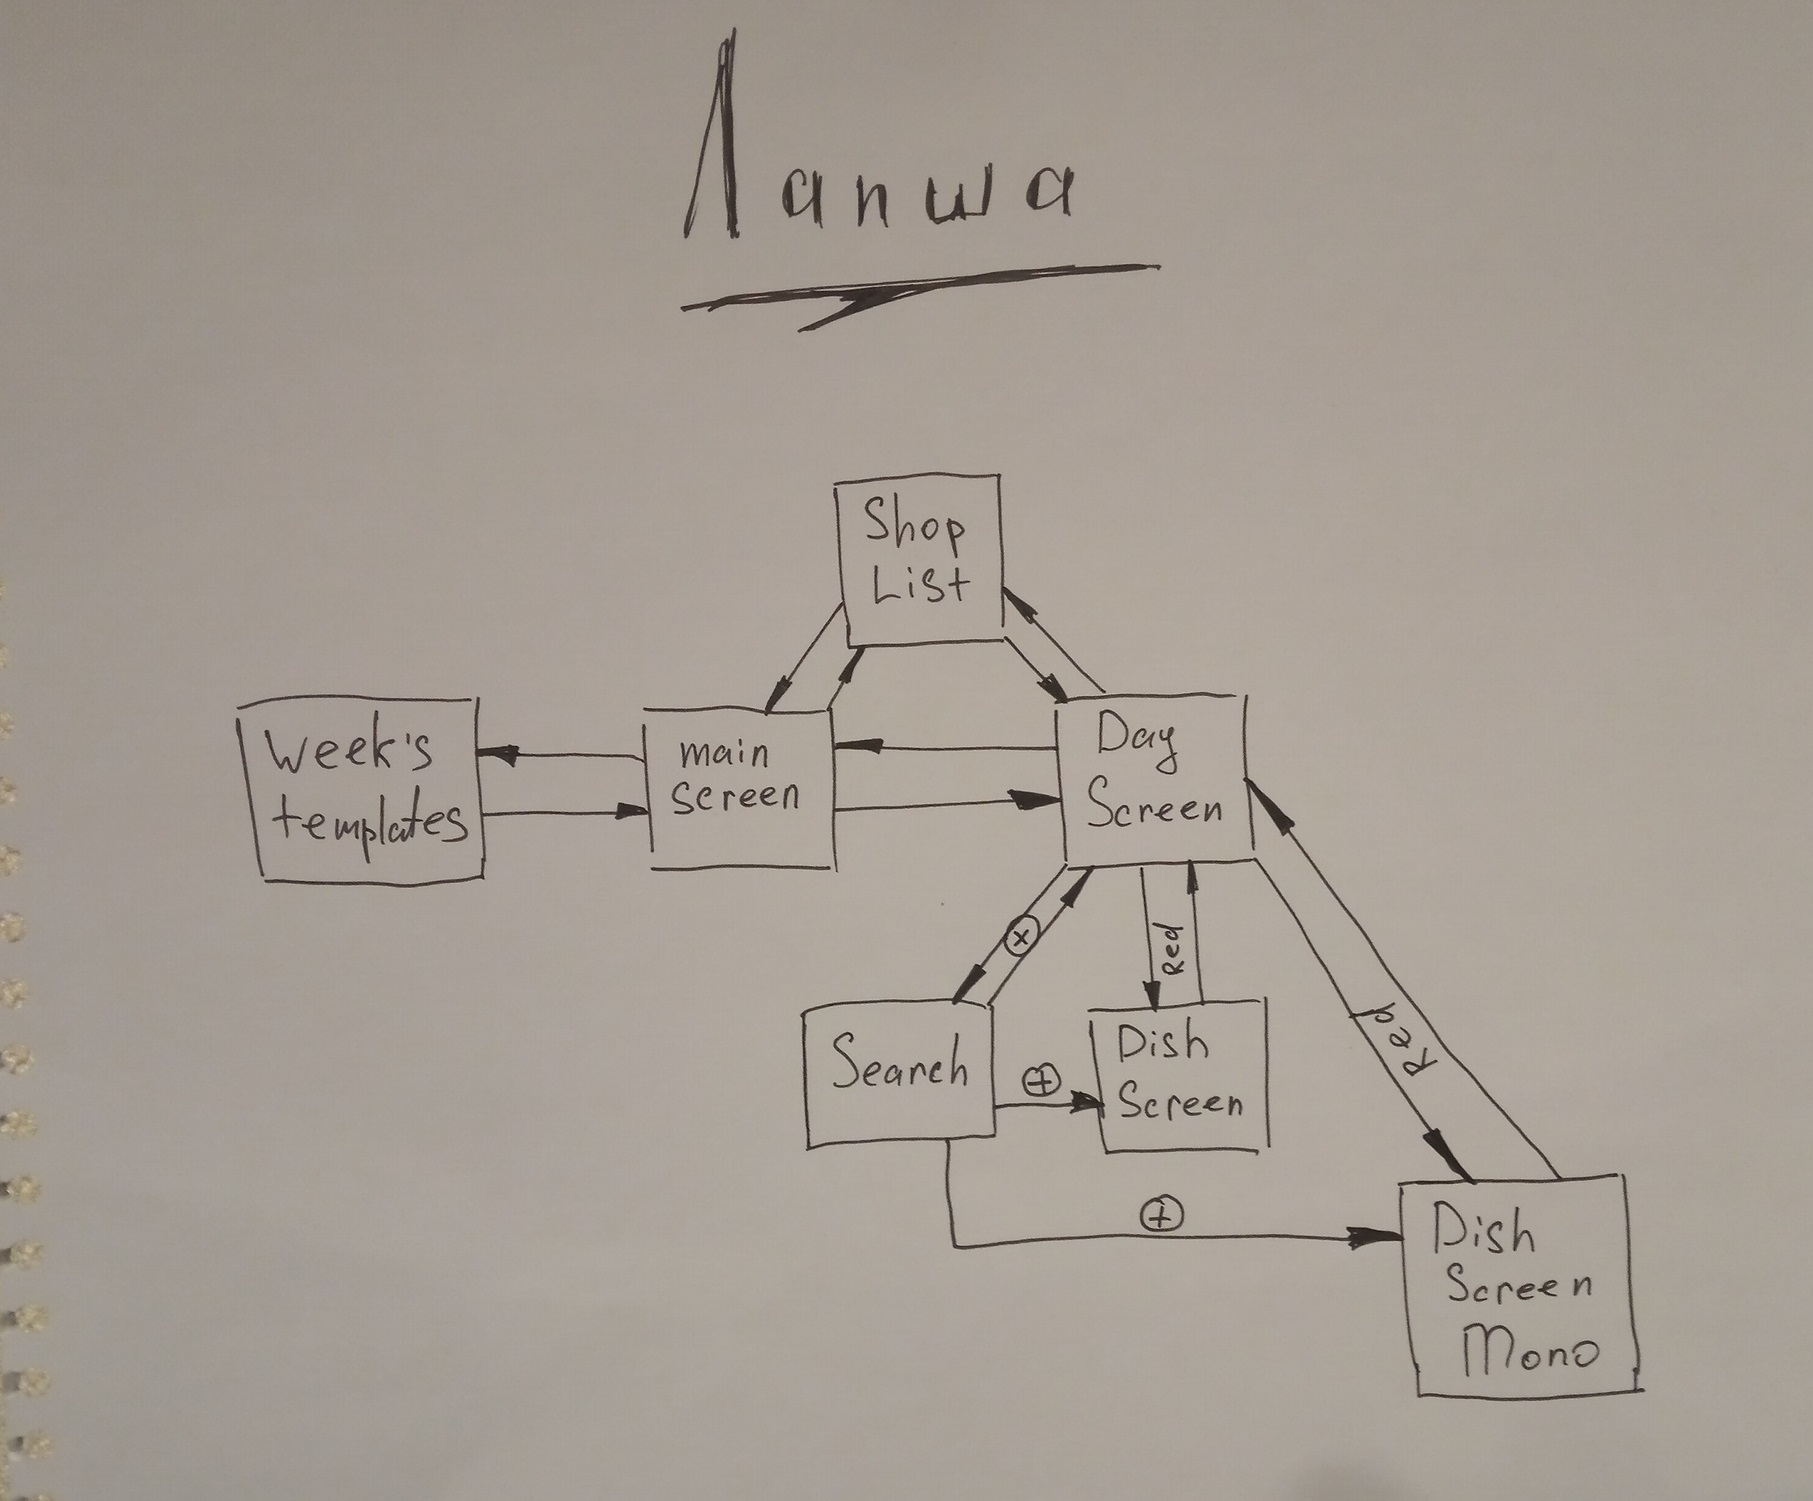 Лапша
Shop
List
Week's
templates
main
screen
Day
Screen
+
Red
Red
Search
+
Dish
Screen
+
Dish
Screen
Mono